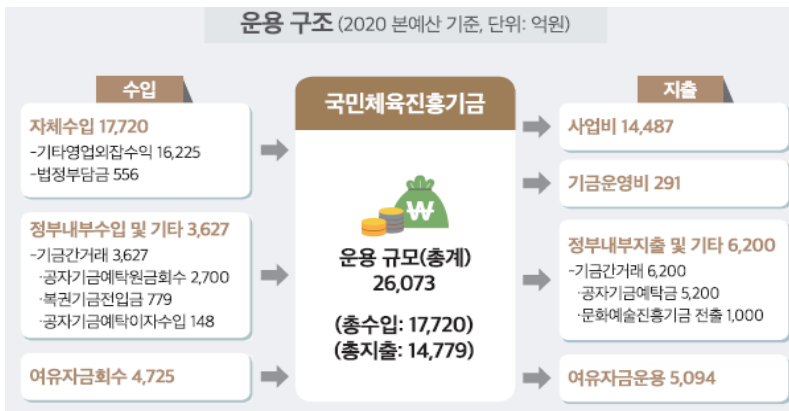 운용 구조 (2020 본예산 기준, 단위: 억원)
수입
자체수입 17,720
-기타영업외잡수익 16,225
-법정부담금 556
정부내부수입 및 기타 3,627
-기금간거래 3,627
·공자기금예탁원금회수 2,700
·복권기금전입금 779
·공자기금예탁이자수입 148
여유자금회수 4,725
국민체육진흥기금
₩
운용 규모(총계)
26,073
(총수입: 17,720)
(총지출: 14,779)
지출
사업비 14,487
기금운영비 291
정부내부지출 및 기타 6,200
-기금간거래 6,200
·공자기금예탁금 5,200
·문화예술진흥기금 전출 1,000
여유자금운용 5,094